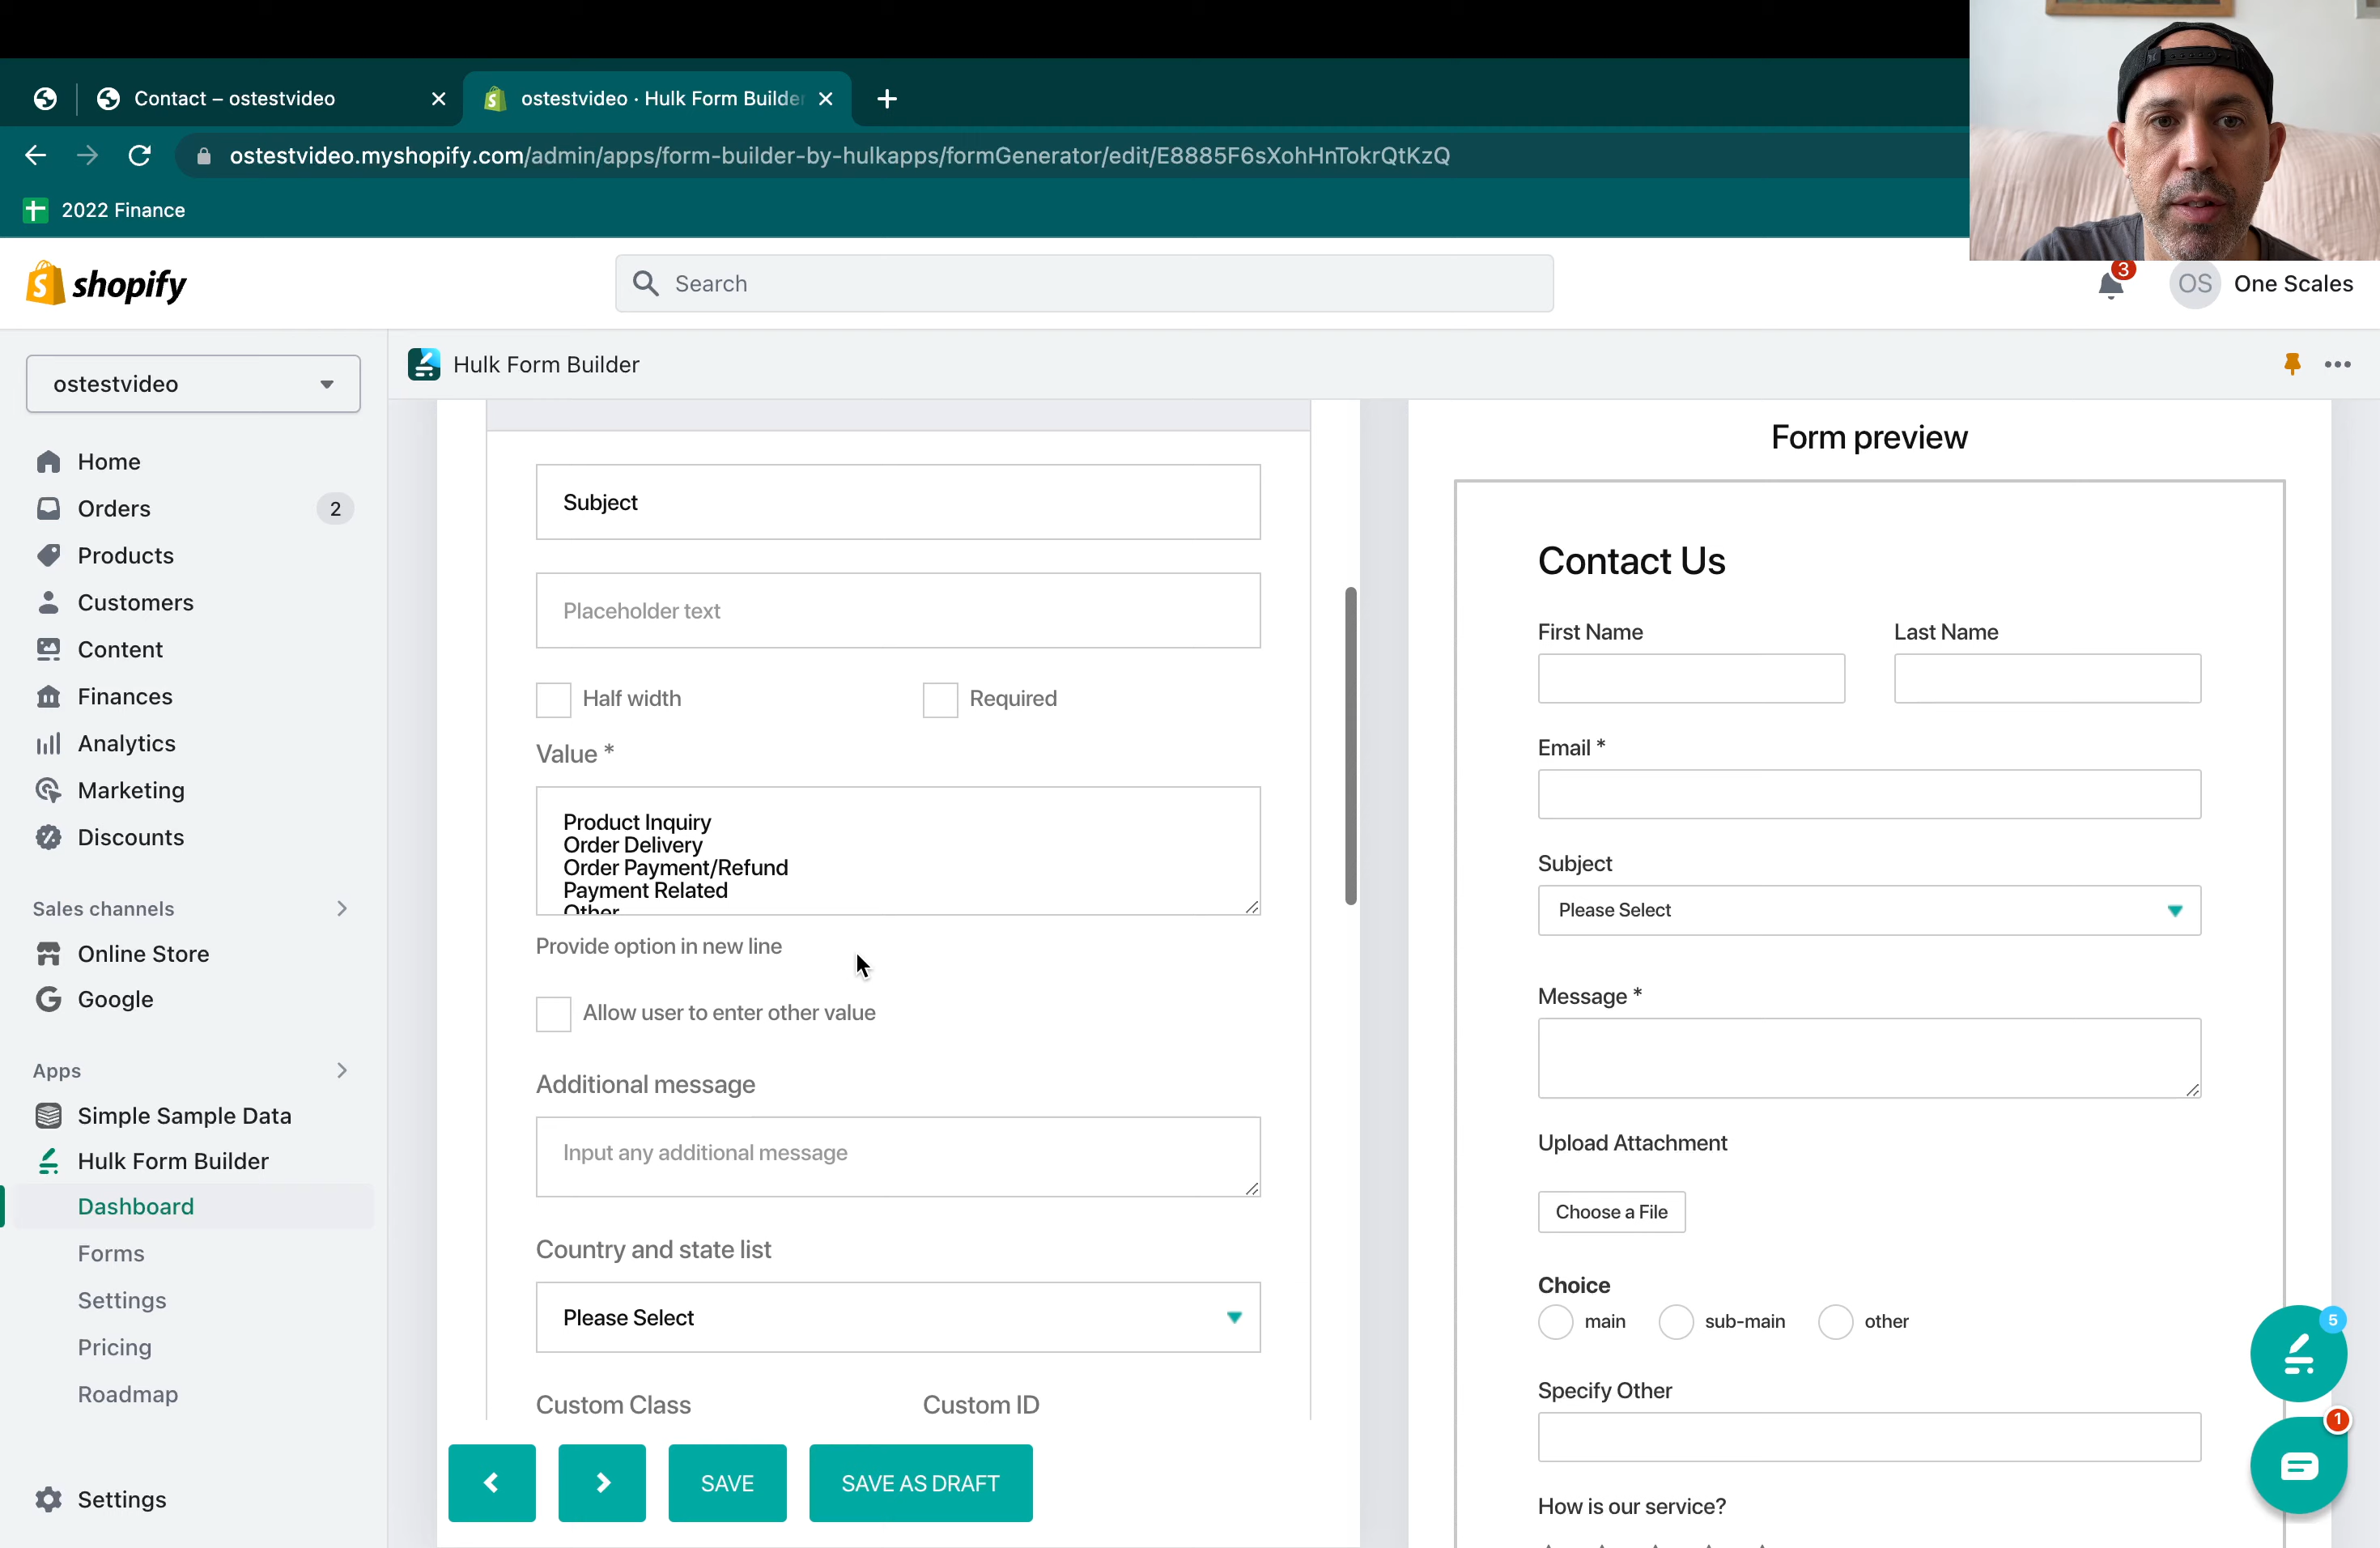 Contact – ostestvideo
ostestvideo · Hulk Form Builder
ostestvideo.myshopify.com/admin/apps/form-builder-by-hulkapps/formGenerator/edit/E8885F6sXohHnTokrQtKzQ
2022 Finance
shopify
Search
3
OS
One Scales
ostestvideo
Hulk Form Builder
Home
Orders
2
Products
Customers
Content
Finances
Analytics
Marketing
Discounts
Sales channels
Online Store
Google
Apps
Simple Sample Data
Hulk Form Builder
Dashboard
Forms
Settings
Pricing
Roadmap
Settings
Subject
Placeholder text
Half width
Required
Value *
Product Inquiry
Order Delivery
Order Payment/Refund
Payment Related
Other
Provide option in new line
Allow user to enter other value
Additional message
Input any additional message
Country and state list
Please Select
Custom Class
Custom ID
SAVE
SAVE AS DRAFT
Form preview
Contact Us
First Name
Last Name
Email *
Subject
Please Select
Message *
Upload Attachment
Choose a File
Choice
main
sub-main
other
Specify Other
How is our service?
5
1